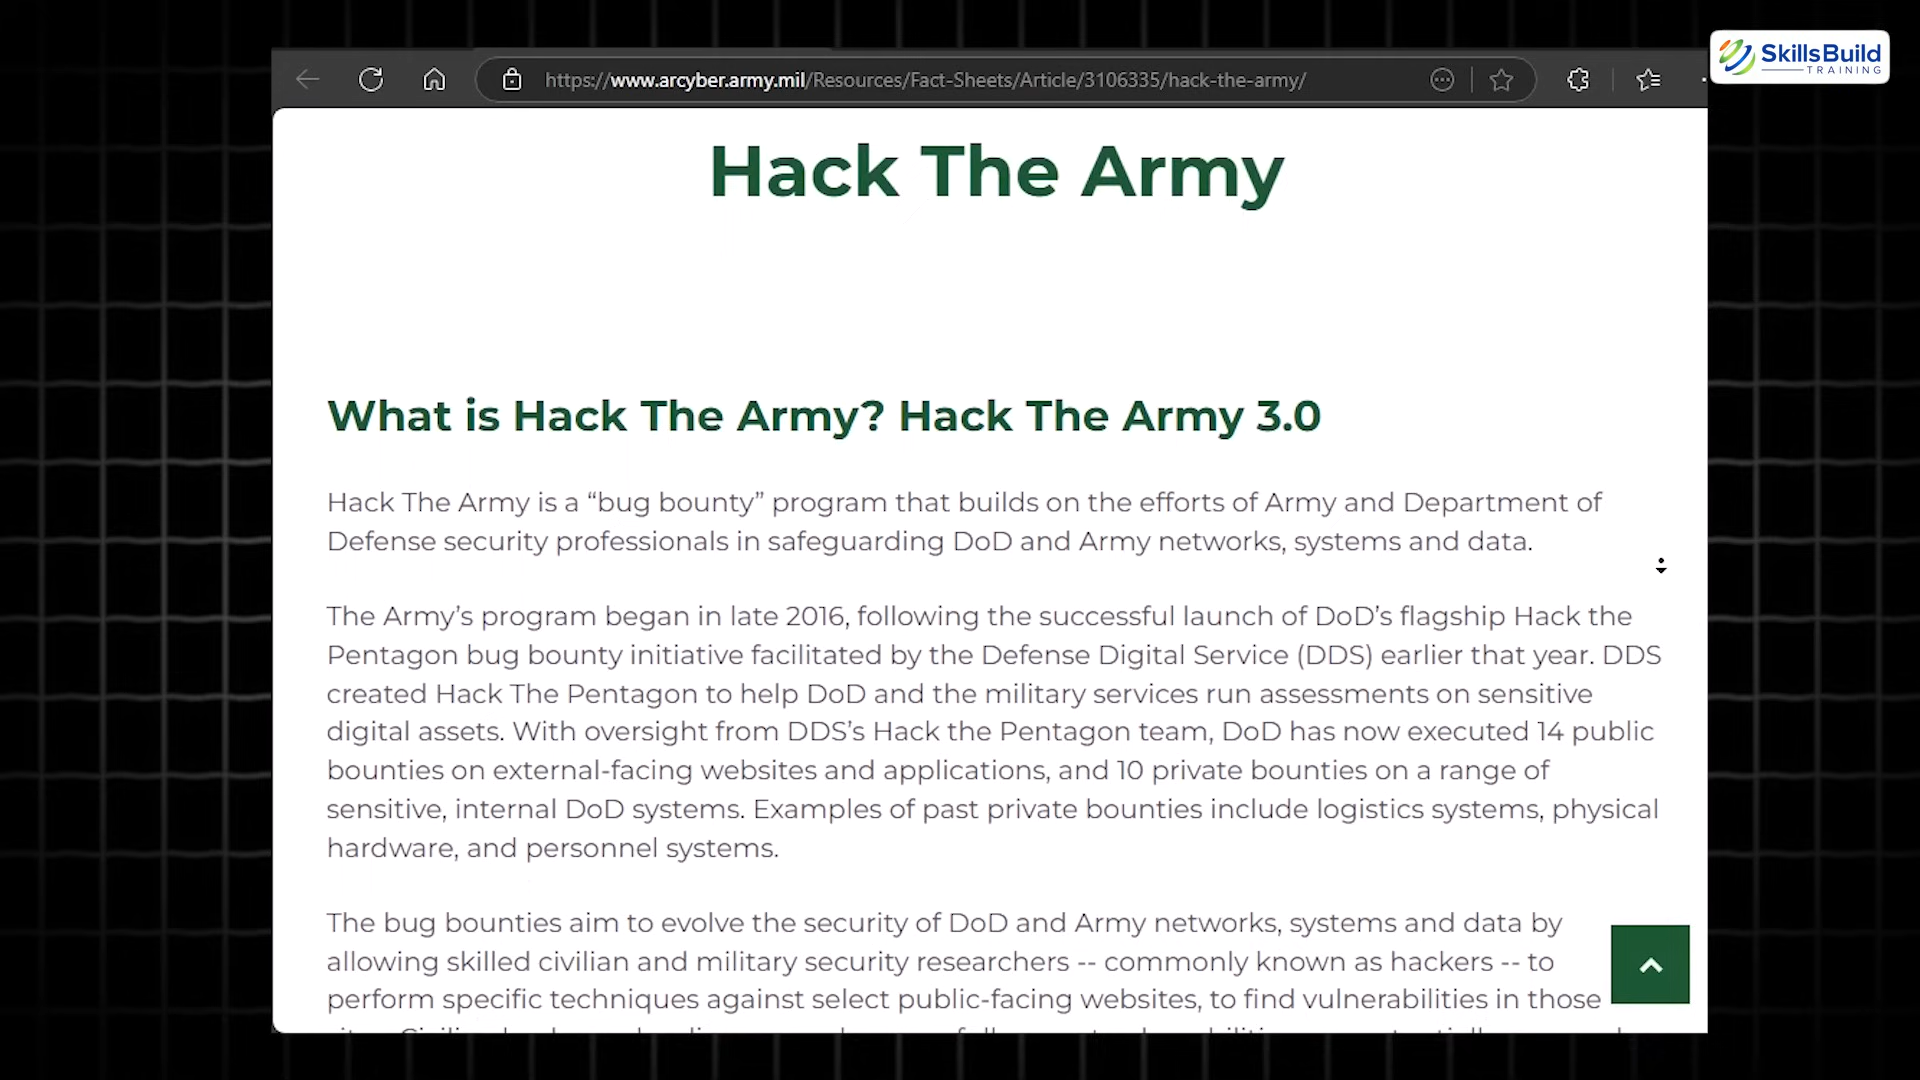 SkillsBuild
TRAINING
https://www.arcyber.army.mil/Resources/Fact-Sheets/Article/3106335/hack-the-army/
Hack The Army
What is Hack The Army? Hack The Army 3.0
Hack The Army is a “bug bounty” program that builds on the efforts of Army and Department of
Defense security professionals in safeguarding DoD and Army networks, systems and data.
The Army’s program began in late 2016, following the successful launch of DoD’s flagship Hack the
Pentagon bug bounty initiative facilitated by the Defense Digital Service (DDS) earlier that year. DDS
created Hack The Pentagon to help DoD and the military services run assessments on sensitive
digital assets. With oversight from DDS’s Hack the Pentagon team, DoD has now executed 14 public
bounties on external-facing websites and applications, and 10 private bounties on a range of
sensitive, internal DoD systems. Examples of past private bounties include logistics systems, physical
hardware, and personnel systems.
The bug bounties aim to evolve the security of DoD and Army networks, systems and data by
allowing skilled civilian and military security researchers -- commonly known as hackers -- to
perform specific techniques against select public-facing websites, to find vulnerabilities in those